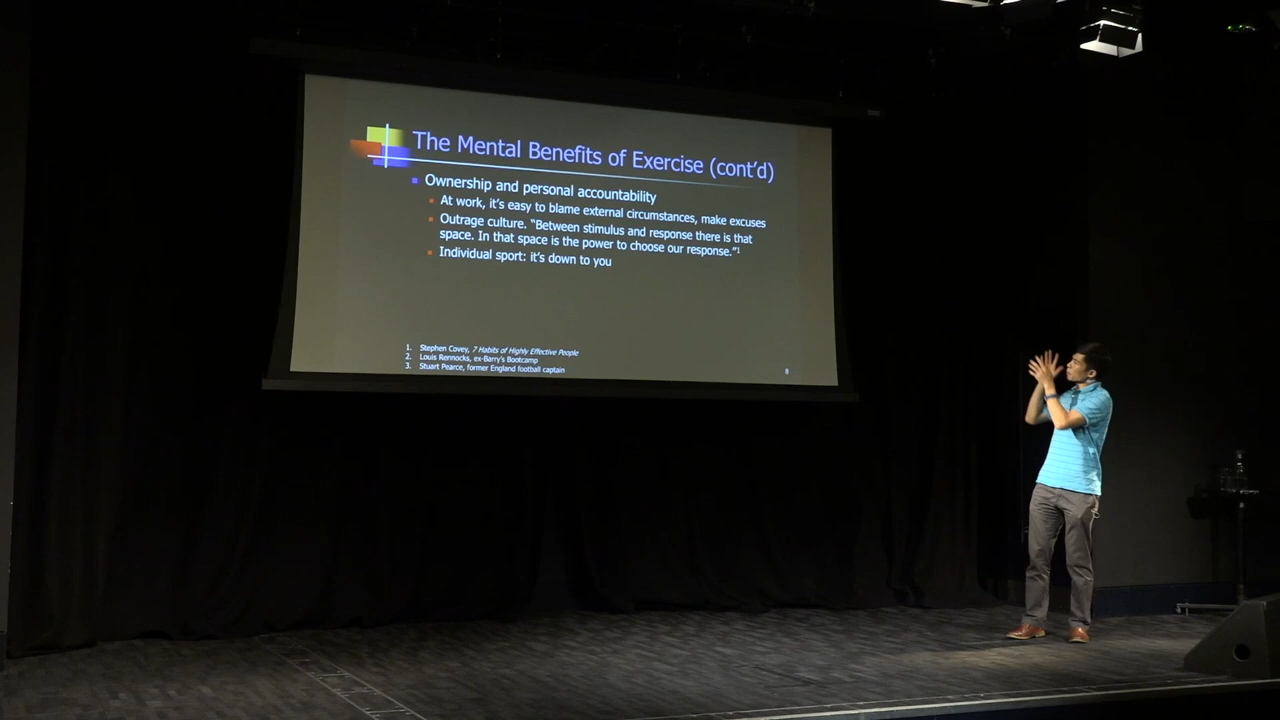 The Mental Benefits of Exercise (cont'd)
Ownership and personal accountability
At work, it's easy to blame external circumstances, make excuses
Outrage culture. "Between stimulus and response there is that
space. In that space is the power to choose our response."1
Individual sport: it's down to you
1. Stephen Covey, 7 Habits of Highly Effective People
2. Louis Rennocks, ex-Barry's Bootcamp
3. Stuart Pearce, former England football captain
8